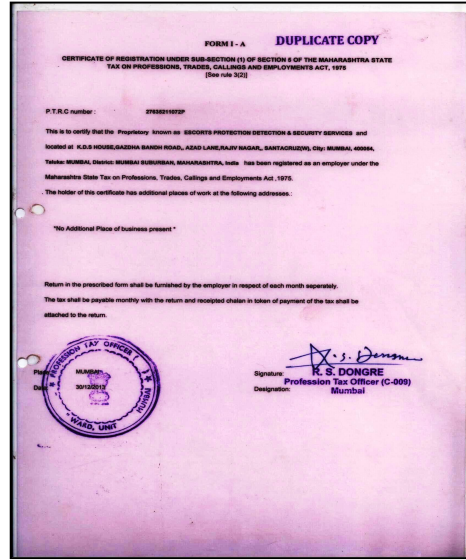 FORM I - A
DUPLICATE COPY
CERTIFICATE OF REGISTRATION UNDER SUB-SECTION (1) OF SECTION 5 OF THE MAHARASHTRA STATE
TAX ON PROFESSIONS, TRADES, CALLINGS AND EMPLOYMENTS ACT, 1975
[See rule 3(2)]
P.T.R.C number : 27635211072P
This is to certify that the Proprietory known as ESCORTS PROTECTION DETECTION & SECURITY SERVICES and
located at K.D.S HOUSE,GAZDHA BANDH ROAD,, AZAD LANE,RAJIV NAGAR,, SANTACRUZ(W), City: MUMBAI, 400054,
Taluka: MUMBAI, District: MUMBAI SUBURBAN, MAHARASHTRA, India has been registered as an employer under the
Maharashtra State Tax on Professions, Trades, Callings and Employments Act ,1975.
The holder of this certificate has additional places of work at the following addresses.:
*No Additional Place of business present *
Return in the prescribed form shall be furnished by the employer in respect of each month seperately.
The tax shall be payable monthly with the return and receipted chalan in token of payment of the tax shall be
attached to the return.
PROFESSION TAX OFFICER
MUMBAI
WARD, UNIT
Place: MUMBAI
Date: 30/12/2013
Signature:
R. S. DONGRE
Profession Tax Officer (C-009)
Designation: Mumbai